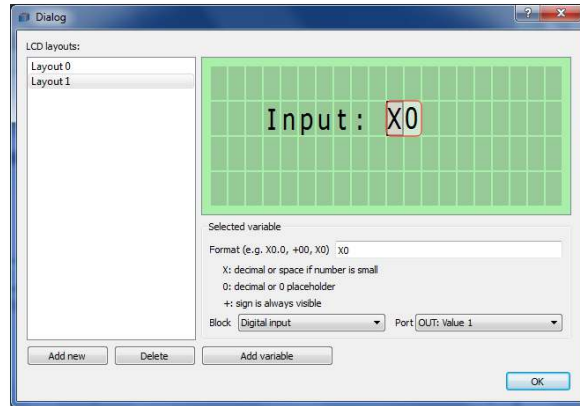 Dialog
LCD layouts:
Layout 0
Layout 1
Input: X0
Selected variable
Format (e.g. X0.0, +00, X0) X0
X: decimal or space if number is small
0: decimal or 0 placeholder
+: sign is always visible
Block Digital input Port OUT: Value 1
Add new Delete Add variable
OK